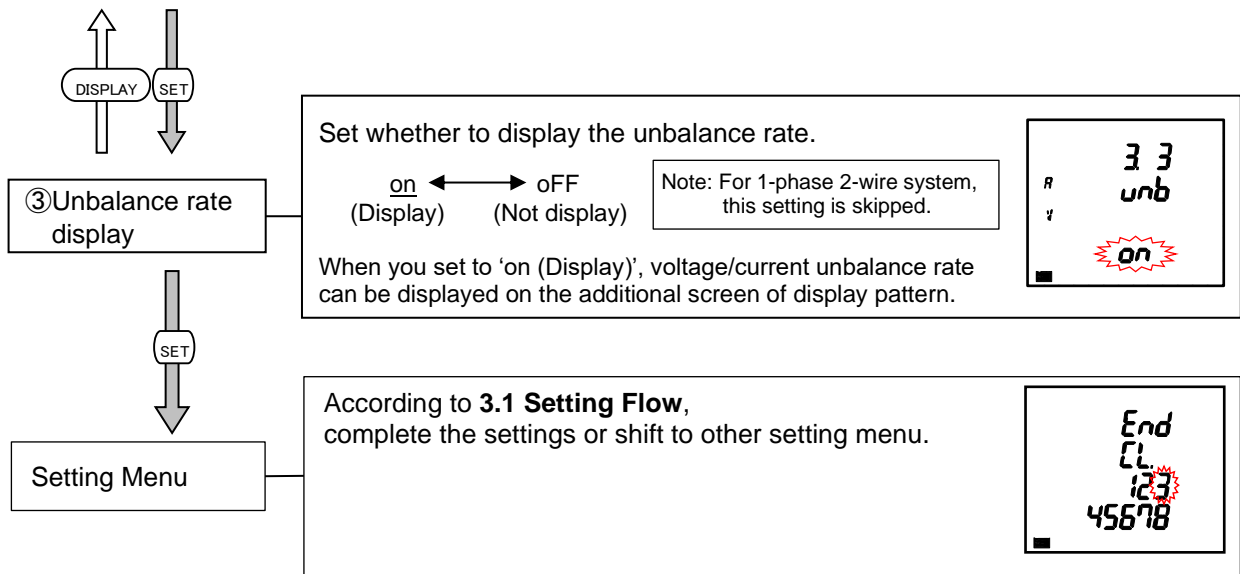 DISPLAY SET
③Unbalance rate
display
Set whether to display the unbalance rate.
on oFF
(Display) (Not display)
Note: For 1-phase 2-wire system,
this setting is skipped.
When you set to ‘on (Display)’, voltage/current unbalance rate
can be displayed on the additional screen of display pattern.
3. 3
A
unb
V
on
SET
Setting Menu
According to 3.1 Setting Flow,
complete the settings or shift to other setting menu.
End
CL.
123
45678